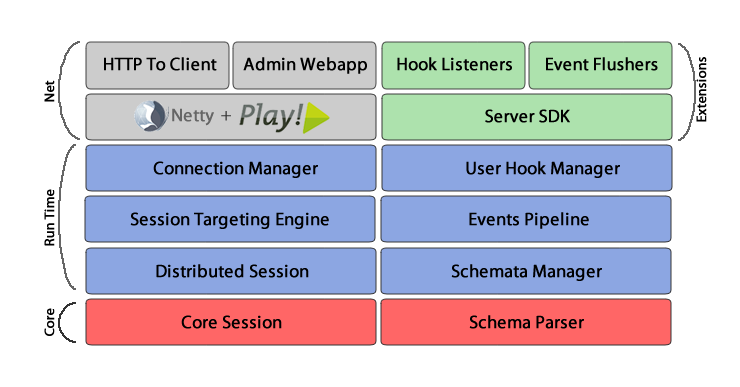 HTTP To Client
Admin Webapp
Hook Listeners
Event Flushers
Net
Extensions
Netty + Play!
Server SDK
Connection Manager
User Hook Manager
Run Time
Session Targeting Engine
Events Pipeline
Distributed Session
Schemata Manager
Core
Core Session
Schema Parser